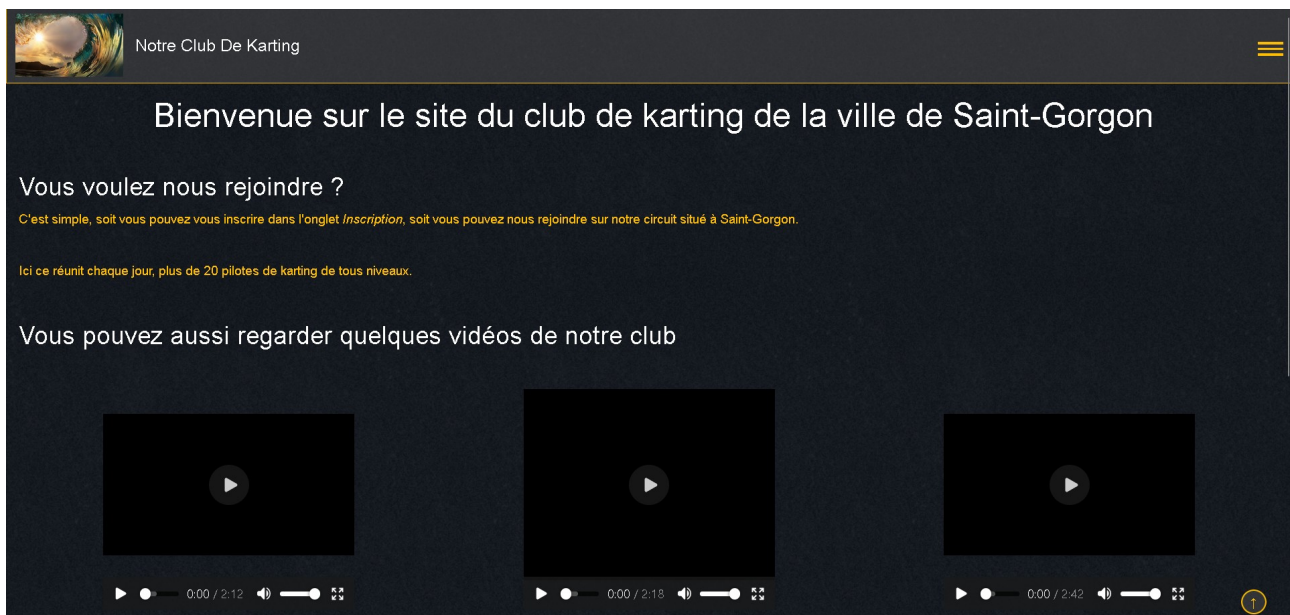 Notre Club De Karting
Bienvenue sur le site du club de karting de la ville de Saint-Gorgon
Vous voulez nous rejoindre ?
C'est simple, soit vous pouvez vous inscrire dans l'onglet Inscription, soit vous pouvez nous rejoindre sur notre circuit situé à Saint-Gorgon.
Ici ce réunit chaque jour, plus de 20 pilotes de karting de tous niveaux.
Vous pouvez aussi regarder quelques vidéos de notre club
0:00 / 2:12
0:00 / 2:18
0:00 / 2:42